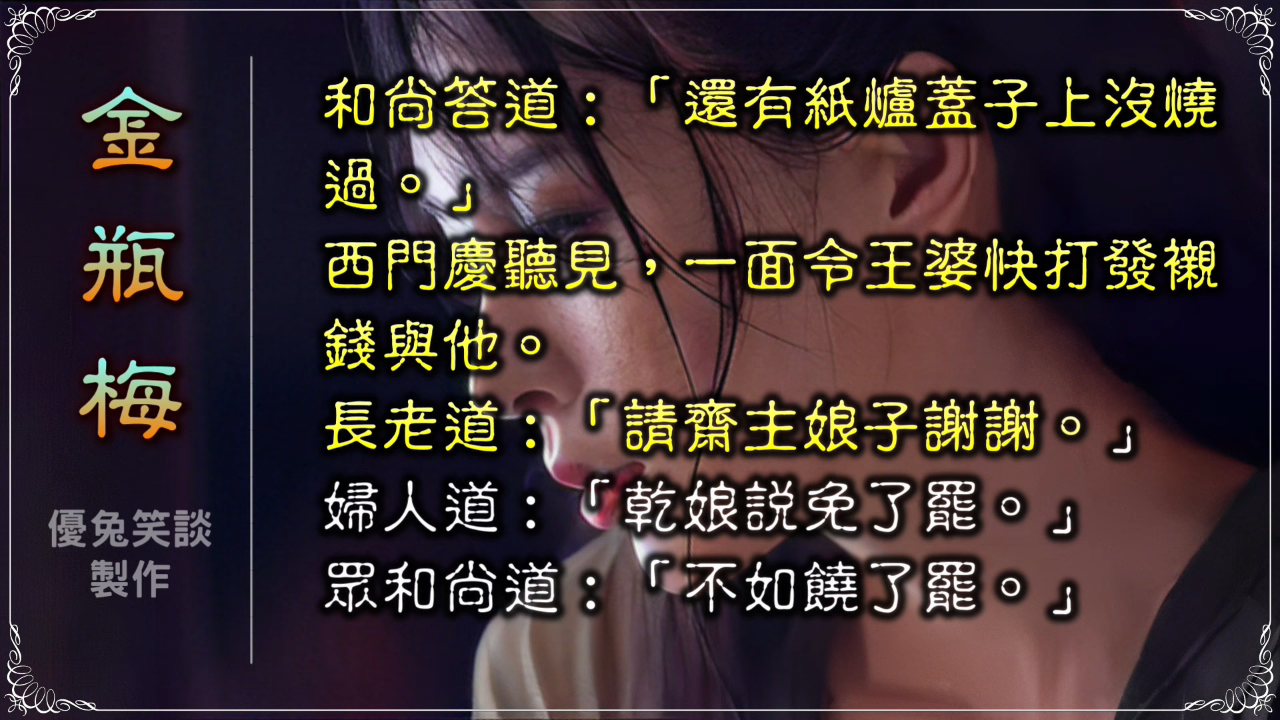 金瓶梅
優兔笑談
製作
和尚答道：「還有紙爐蓋子上沒燒
過。」
西門慶聽見，一面令王婆快打發襯
錢與他。
長老道：「請齋主娘子謝謝。」
婦人道：「乾娘説免了罷。」
眾和尚道：「不如饒了罷。」